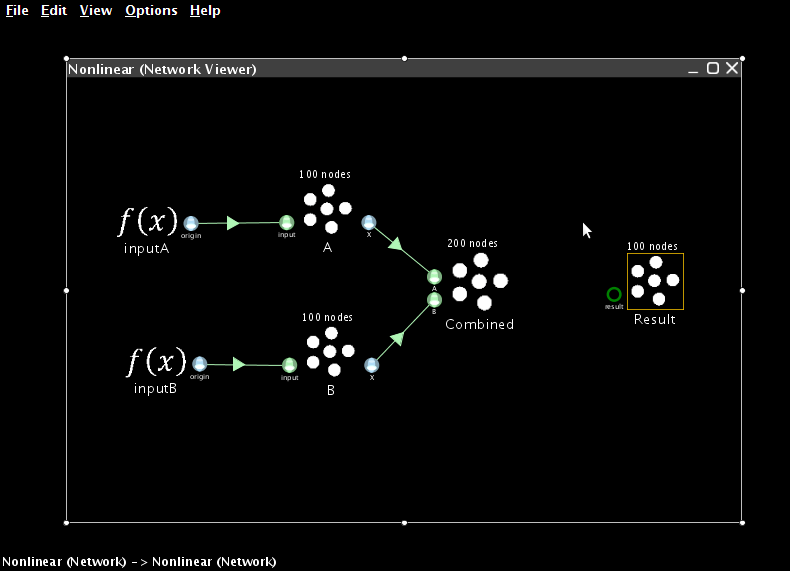 File Edit View Options Help
Nonlinear (Network Viewer)
100 nodes
f(x)
origin
input
X
inputA
A
200 nodes
100 nodes
A
B
result
Combined
Result
100 nodes
f(x)
origin
input
X
inputB
B
Nonlinear (Network) -> Nonlinear (Network)